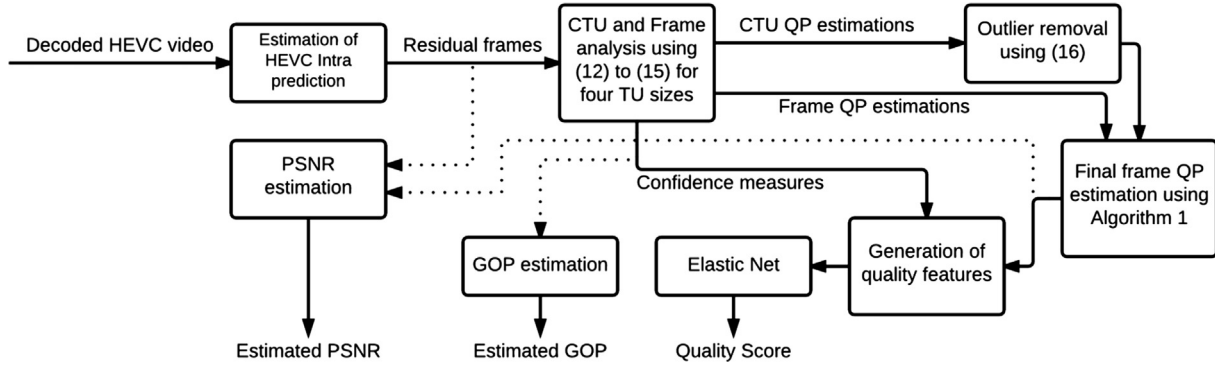 Decoded HEVC video
Estimation of
HEVC Intra
prediction
Residual frames
CTU and Frame
analysis using
(12) to (15) for
four TU sizes
CTU QP estimations
Outlier removal
using (16)
Frame QP estimations
PSNR
estimation
Confidence measures
Final frame QP
estimation using
Algorithm 1
GOP estimation
Elastic Net
Generation of
quality features
Estimated PSNR
Estimated GOP
Quality Score